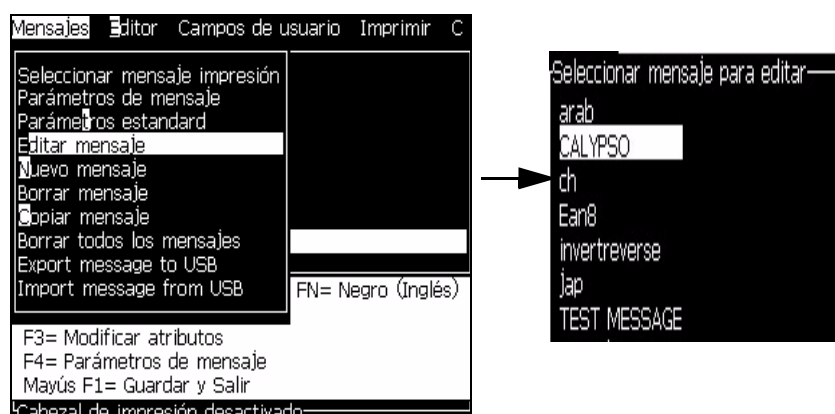 Mensajes Editor Campos de usuario Imprimir C
Seleccionar mensaje impresión
Parámetros de mensaje
Parámetros estandard
Editar mensaje
Nuevo mensaje
Borrar mensaje
Copiar mensaje
Borrar todos los mensajes
Export message to USB
Import message from USB
FN= Negro (Inglés)
F3= Modificar atributos
F4= Parámetros de mensaje
Mayús F1= Guardar y Salir
Cabezal de impresión desactivado
Seleccionar mensaje para editar
arab
CALYPSO
ch
Ean8
invertreverse
jap
TEST MESSAGE